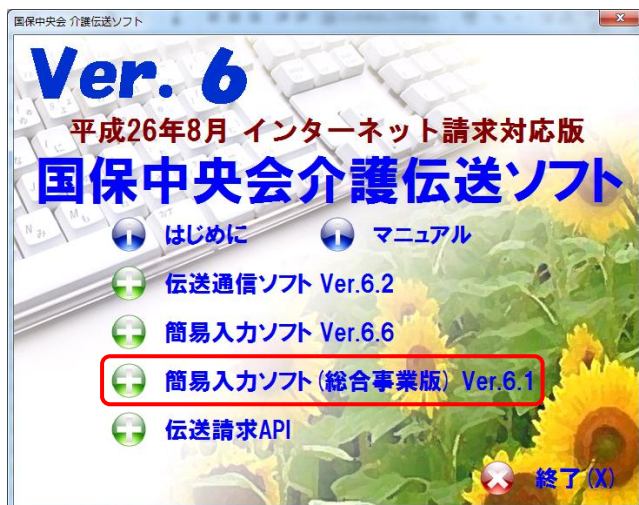 国保中央会 介護伝送ソフト
Ver. 6
平成26年8月 インターネット請求対応版
国保中央会介護伝送ソフト
はじめに マニュアル
伝送通信ソフト Ver.6.2
簡易入力ソフト Ver.6.6
簡易入力ソフト(総合事業版) Ver.6.1
伝送請求API
終了(X)